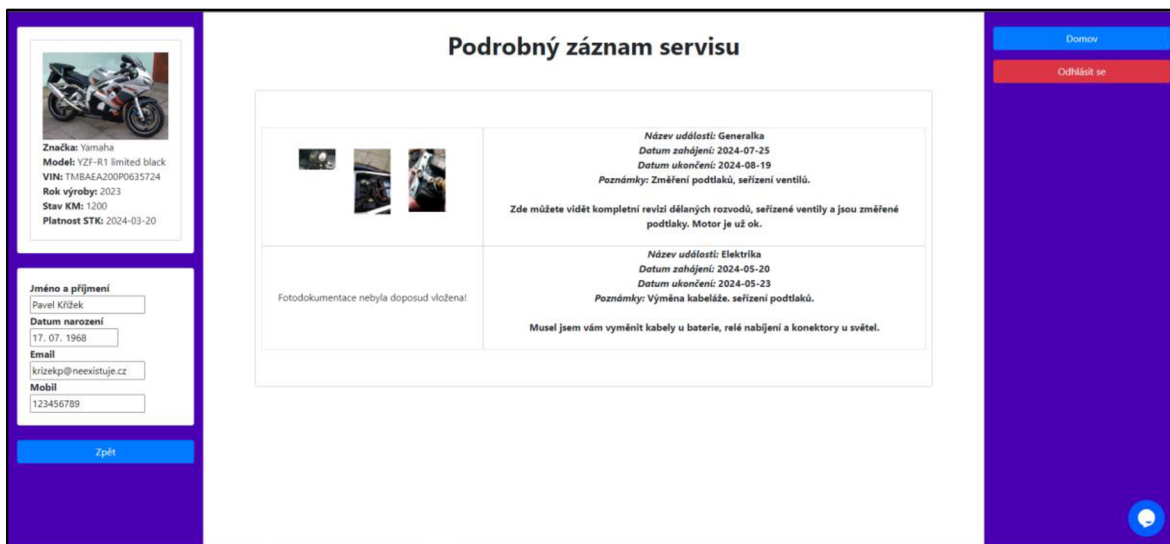 Podrobný záznam servisu
Domov
Odhlásit se
Značka: Yamaha
Model: YZF-R1 limited black
VIN: TMBAEA200P0635724
Rok výroby: 2023
Stav KM: 1200
Platnost STK: 2024-03-20
Jméno a příjmení
Pavel Křížek
Datum narození
17. 07. 1968
Email
krizekp@neexistuje.cz
Mobil
123456789
Zpět
Název události: Generalka
Datum zahájení: 2024-07-25
Datum ukončení: 2024-08-19
Poznámky: Změření podtlaků, seřízení ventilů.
Zde můžete vidět kompletní revizi dělaných rozvodů, seřízené ventily a jsou změřené
podtlaky. Motor je už ok.
Fotodokumentace nebyla doposud vložena!
Název události: Elektrika
Datum zahájení: 2024-05-20
Datum ukončení: 2024-05-23
Poznámky: Výměna kabeláže. seřízení podtlaků.
Musel jsem vám vyměnit kabely u baterie, relé nabíjení a konektory u světel.